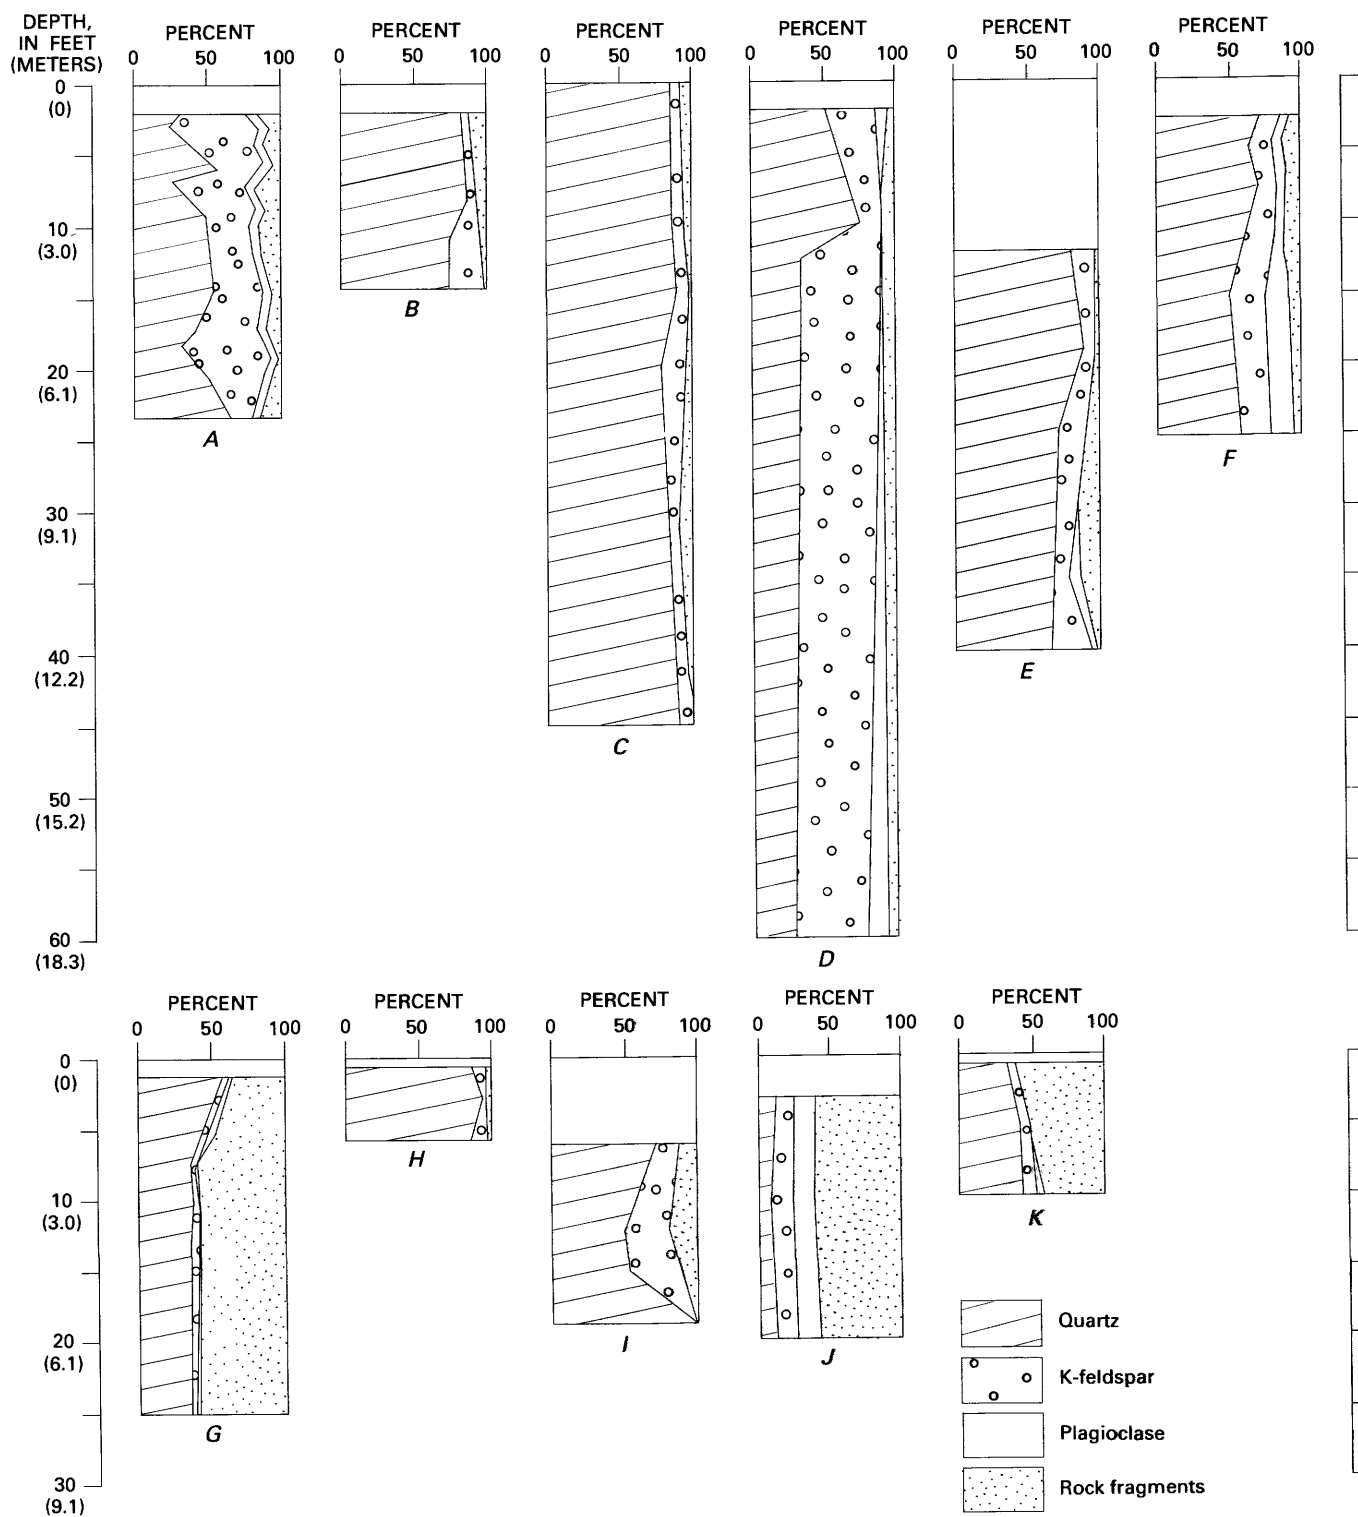 DEPTH,
IN FEET
(METERS)
PERCENT
0 50 100
PERCENT
0 50 100
PERCENT
0 50 100
PERCENT
0 50 100
PERCENT
0 50 100
PERCENT
0 50 100
0
(0)
10
(3.0)
20
(6.1)
30
(9.1)
40
(12.2)
50
(15.2)
60
(18.3)
A
B
C
D
E
F
PERCENT
0 50 100
PERCENT
0 50 100
PERCENT
0 50 100
PERCENT
0 50 100
PERCENT
0 50 100
0
(0)
10
(3.0)
20
(6.1)
30
(9.1)
G
H
I
J
K
Quartz
K-feldspar
Plagioclase
Rock fragments